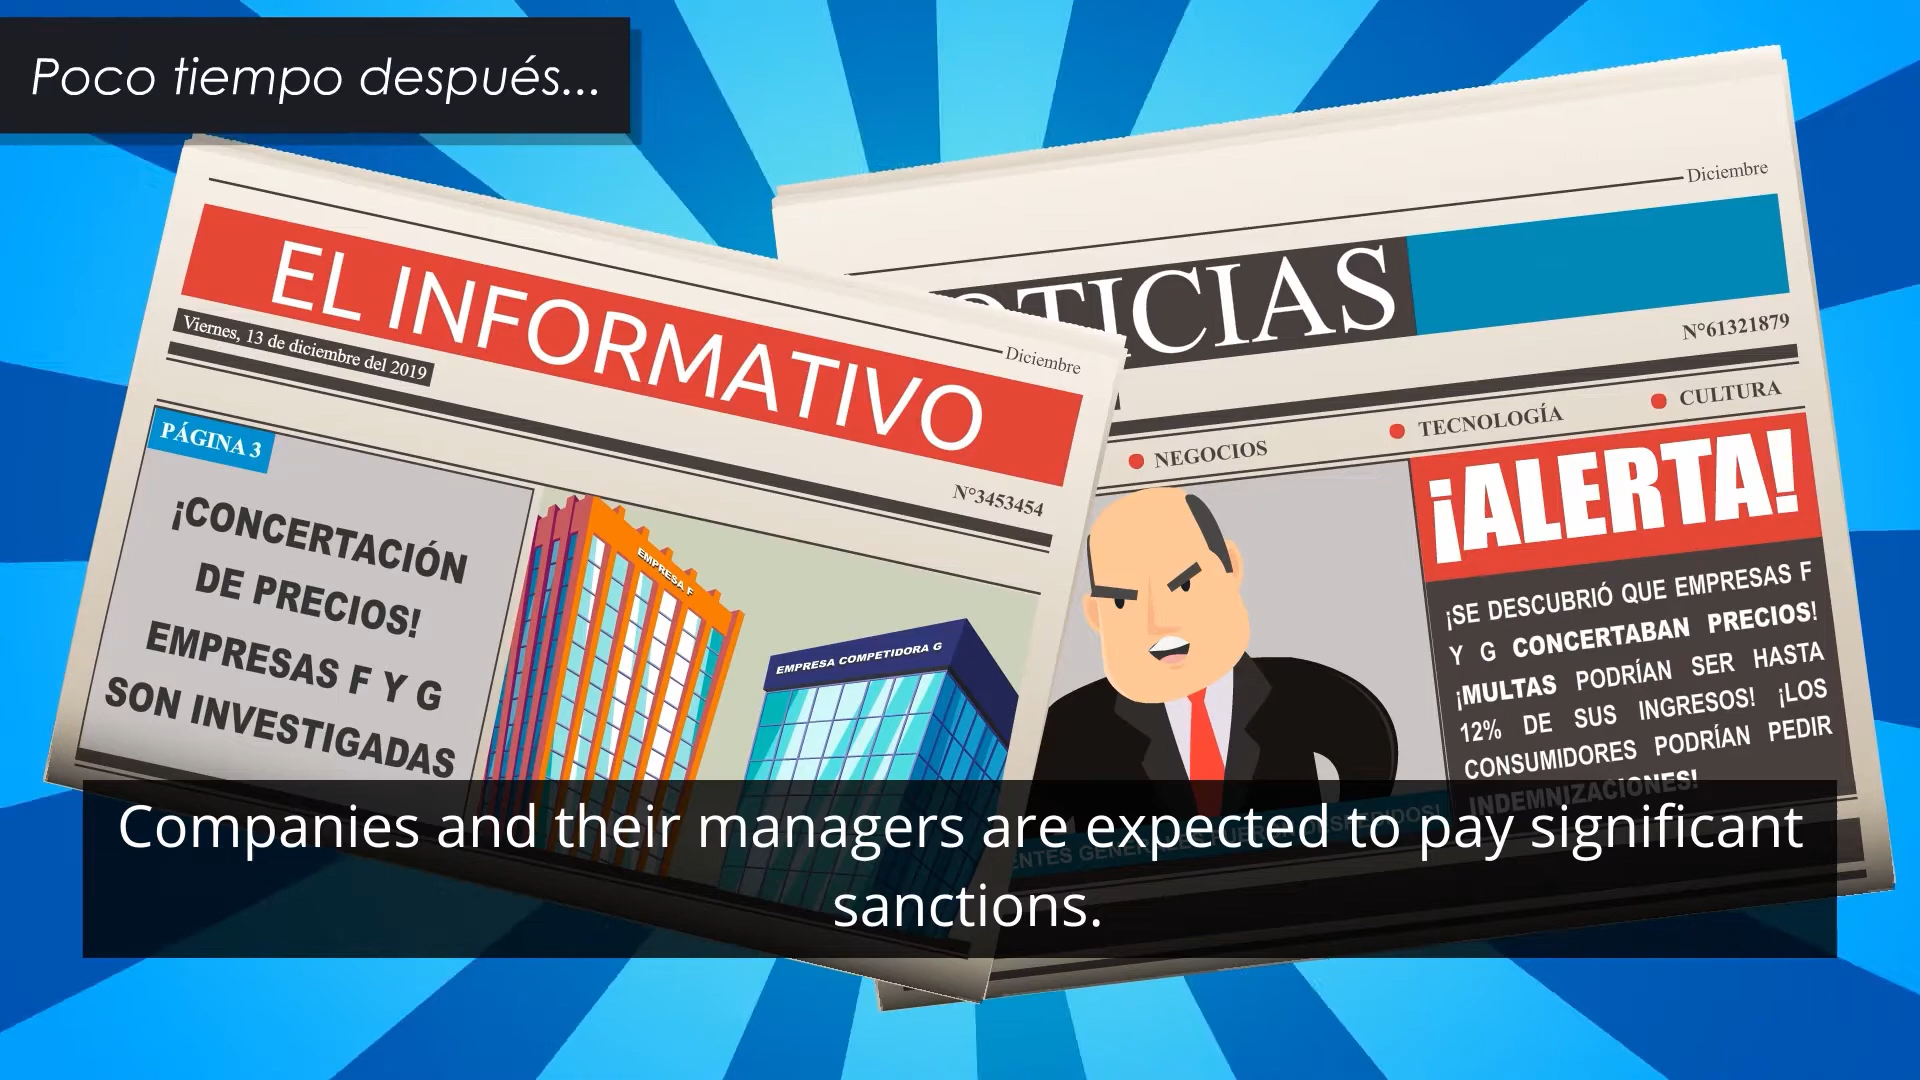 Poco tiempo después...
EL INFORMATIVO
Diciembre
Viernes, 13 de diciembre del 2019
N°3453454
PÁGINA 3
¡CONCERTACIÓN
DE PRECIOS!
EMPRESAS F Y G
SON INVESTIGADAS
EMPRESA F
EMPRESA COMPETIDORA G
Diciembre
OTICIAS
N°61321879
NEGOCIOS
TECNOLOGÍA
CULTURA
¡ALERTA!
¡SE DESCUBRIÓ QUE EMPRESAS F
Y G CONCERTABAN PRECIOS!
¡MULTAS PODRÍAN SER HASTA
12% DE SUS INGRESOS! ¡LOS
CONSUMIDORES PODRÍAN PEDIR
INDEMNIZACIONES!
Companies and their managers are expected to pay significant
sanctions.